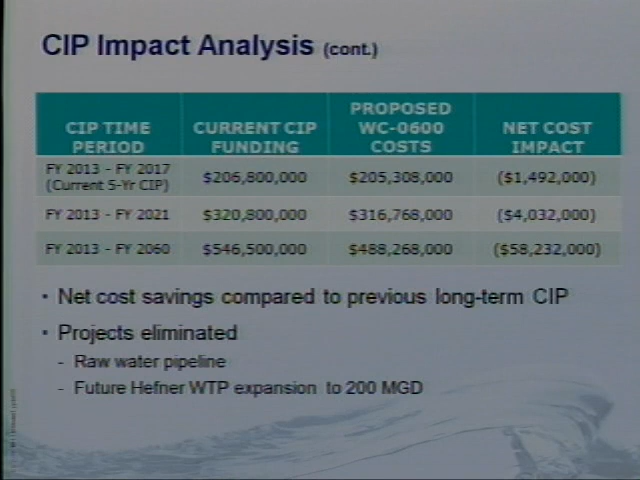 CIP Impact Analysis (cont.)
CIP TIME PERIOD CURRENT CIP FUNDING PROPOSED WC-0600 COSTS NET COST IMPACT
FY 2013 - FY 2017 (Current 5-Yr CIP) $206,800,000 $205,308,000 ($1,492,000)
FY 2013 - FY 2021 $320,800,000 $316,768,000 ($4,032,000)
FY 2013 - FY 2060 $546,500,000 $488,268,000 ($58,232,000)
• Net cost savings compared to previous long-term CIP
• Projects eliminated
- Raw water pipeline
- Future Hefner WTP expansion to 200 MGD